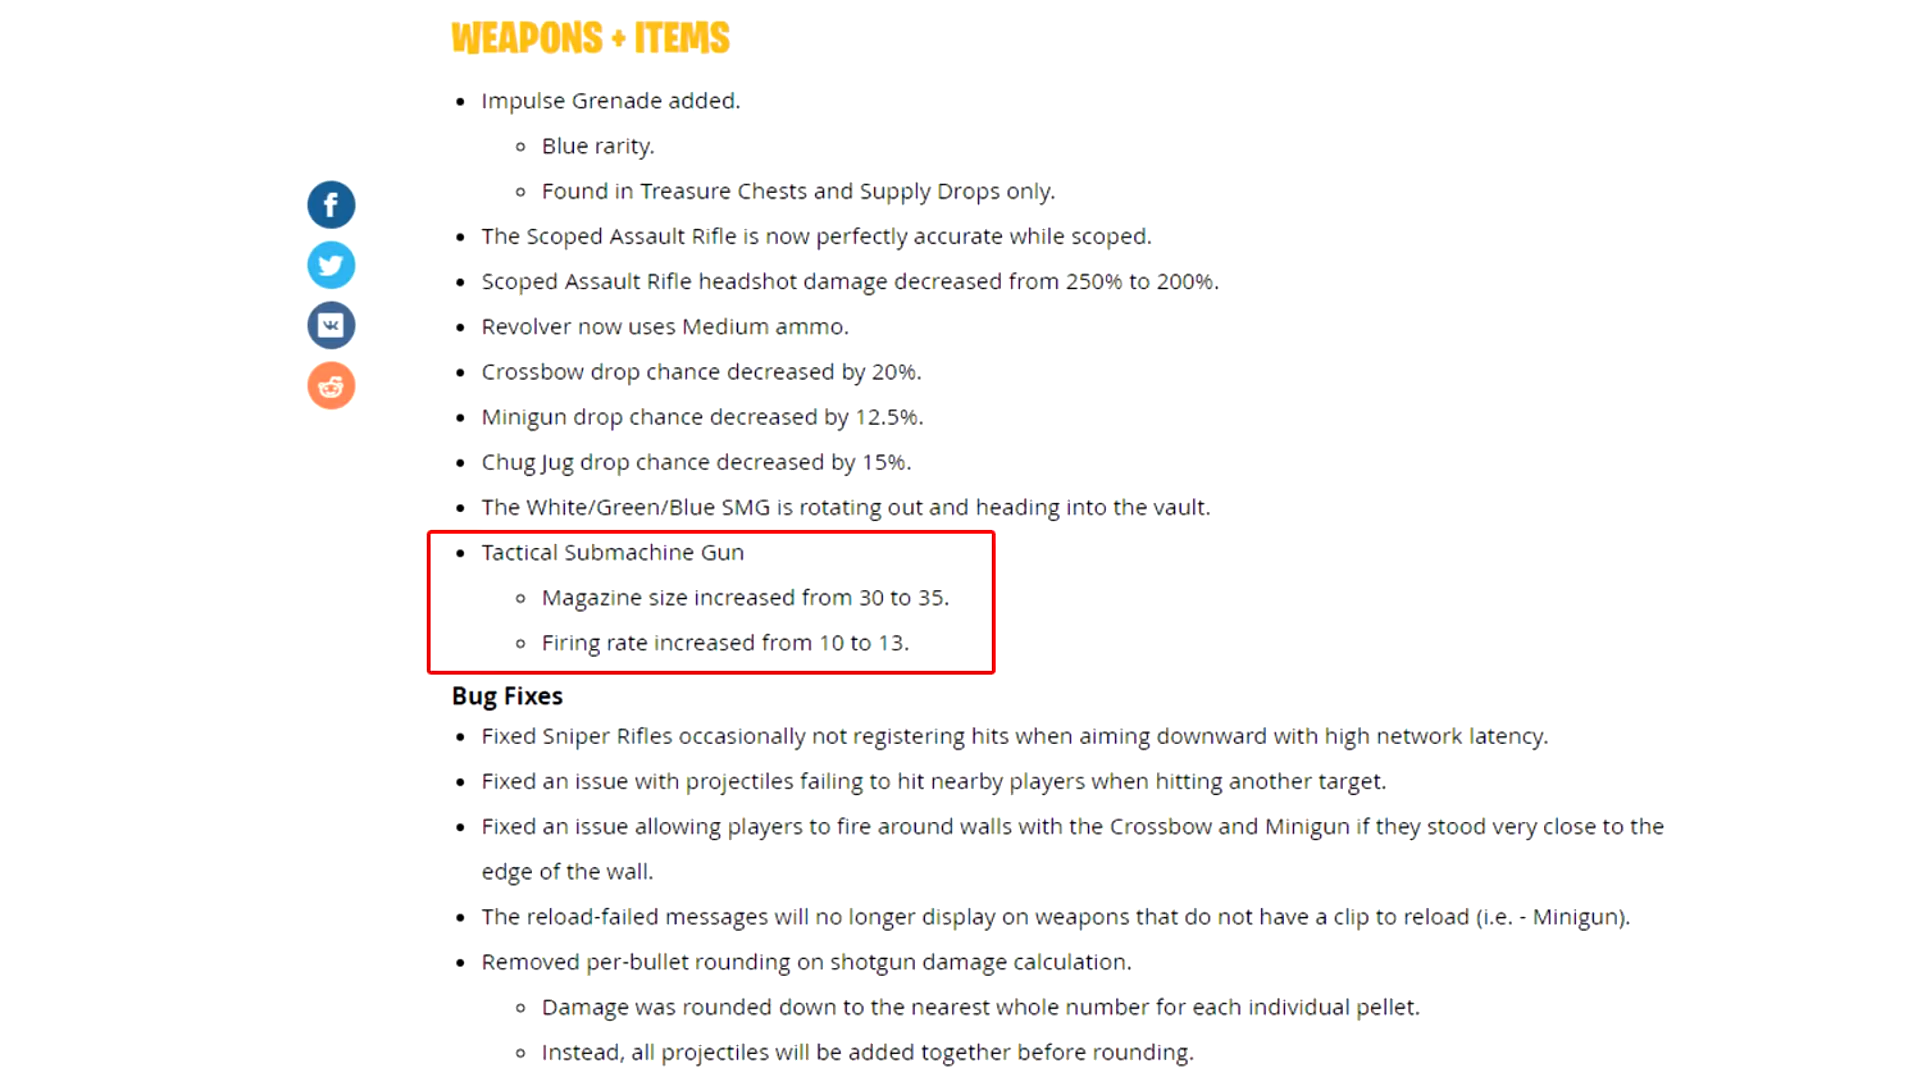 WEAPONS + ITEMS
Impulse Grenade added.
Blue rarity.
Found in Treasure Chests and Supply Drops only.
The Scoped Assault Rifle is now perfectly accurate while scoped.
Scoped Assault Rifle headshot damage decreased from 250% to 200%.
Revolver now uses Medium ammo.
Crossbow drop chance decreased by 20%.
Minigun drop chance decreased by 12.5%.
Chug Jug drop chance decreased by 15%.
The White/Green/Blue SMG is rotating out and heading into the vault.
Tactical Submachine Gun
Magazine size increased from 30 to 35.
Firing rate increased from 10 to 13.
Bug Fixes
Fixed Sniper Rifles occasionally not registering hits when aiming downward with high network latency.
Fixed an issue with projectiles failing to hit nearby players when hitting another target.
Fixed an issue allowing players to fire around walls with the Crossbow and Minigun if they stood very close to the
edge of the wall.
The reload-failed messages will no longer display on weapons that do not have a clip to reload (i.e. - Minigun).
Removed per-bullet rounding on shotgun damage calculation.
Damage was rounded down to the nearest whole number for each individual pellet.
Instead, all projectiles will be added together before rounding.